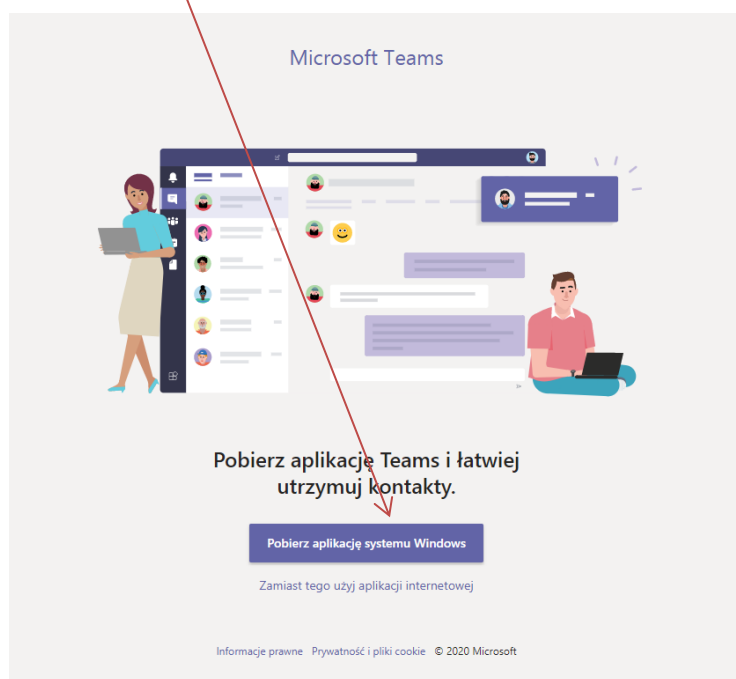 Microsoft Teams
Pobierz aplikację Teams i łatwiej
utrzymuj kontakty.
Pobierz aplikację systemu Windows
Zamiast tego użyj aplikacji internetowej
Informacje prawne Prywatność i pliki cookie © 2020 Microsoft